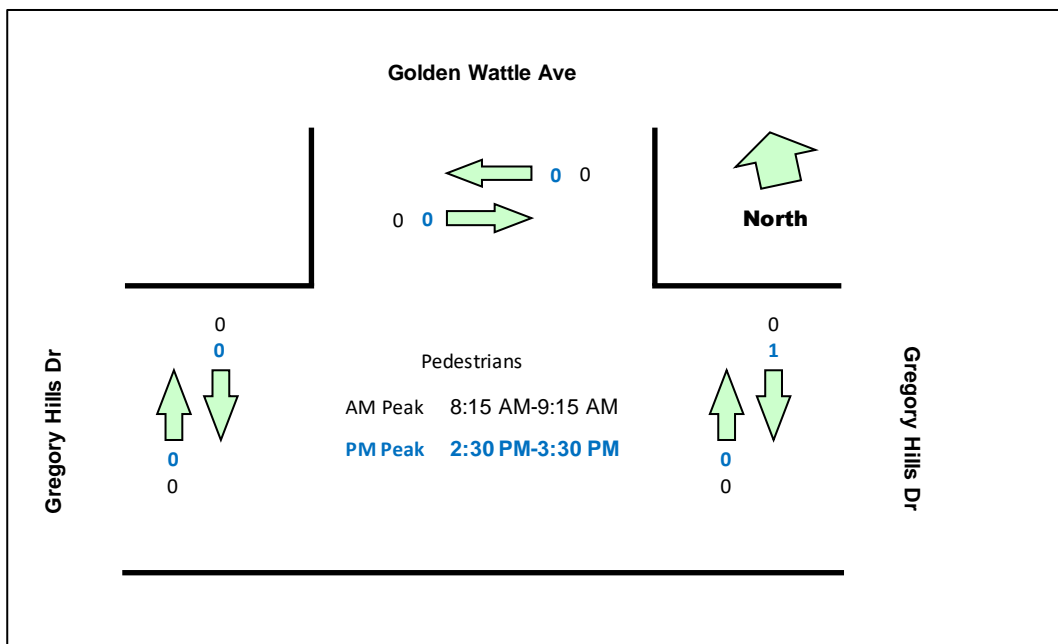 Golden Wattle Ave
0 0
0 0
North
0
0
0
1
Gregory Hills Dr
Pedestrians
AM Peak 8:15 AM-9:15 AM
PM Peak 2:30 PM-3:30 PM
Gregory Hills Dr
0
0
0
0